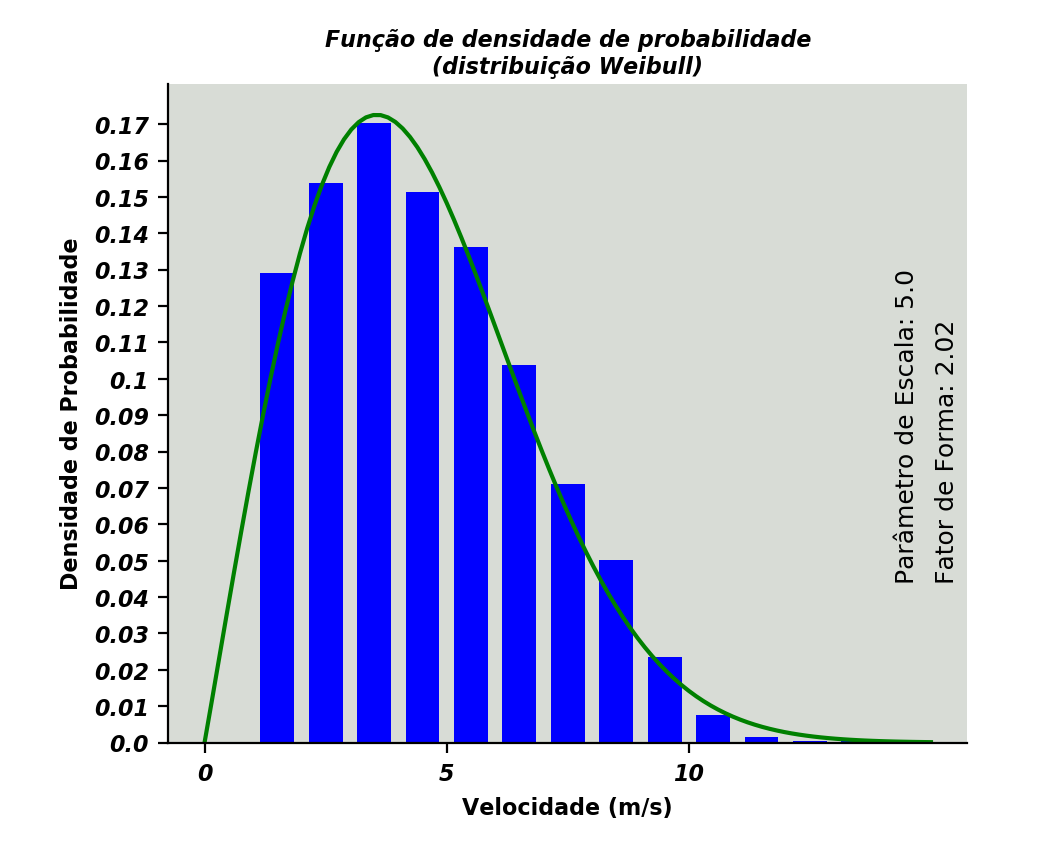 Função de densidade de probabilidade
(distribuição Weibull)
Densidade de Probabilidade
0.17
0.16
0.15
0.14
0.13
0.12
0.11
0.1
0.09
0.08
0.07
0.06
0.05
0.04
0.03
0.02
0.01
0.0
Parâmetro de Escala: 5.0
Fator de Forma: 2.02
0 5 10
Velocidade (m/s)